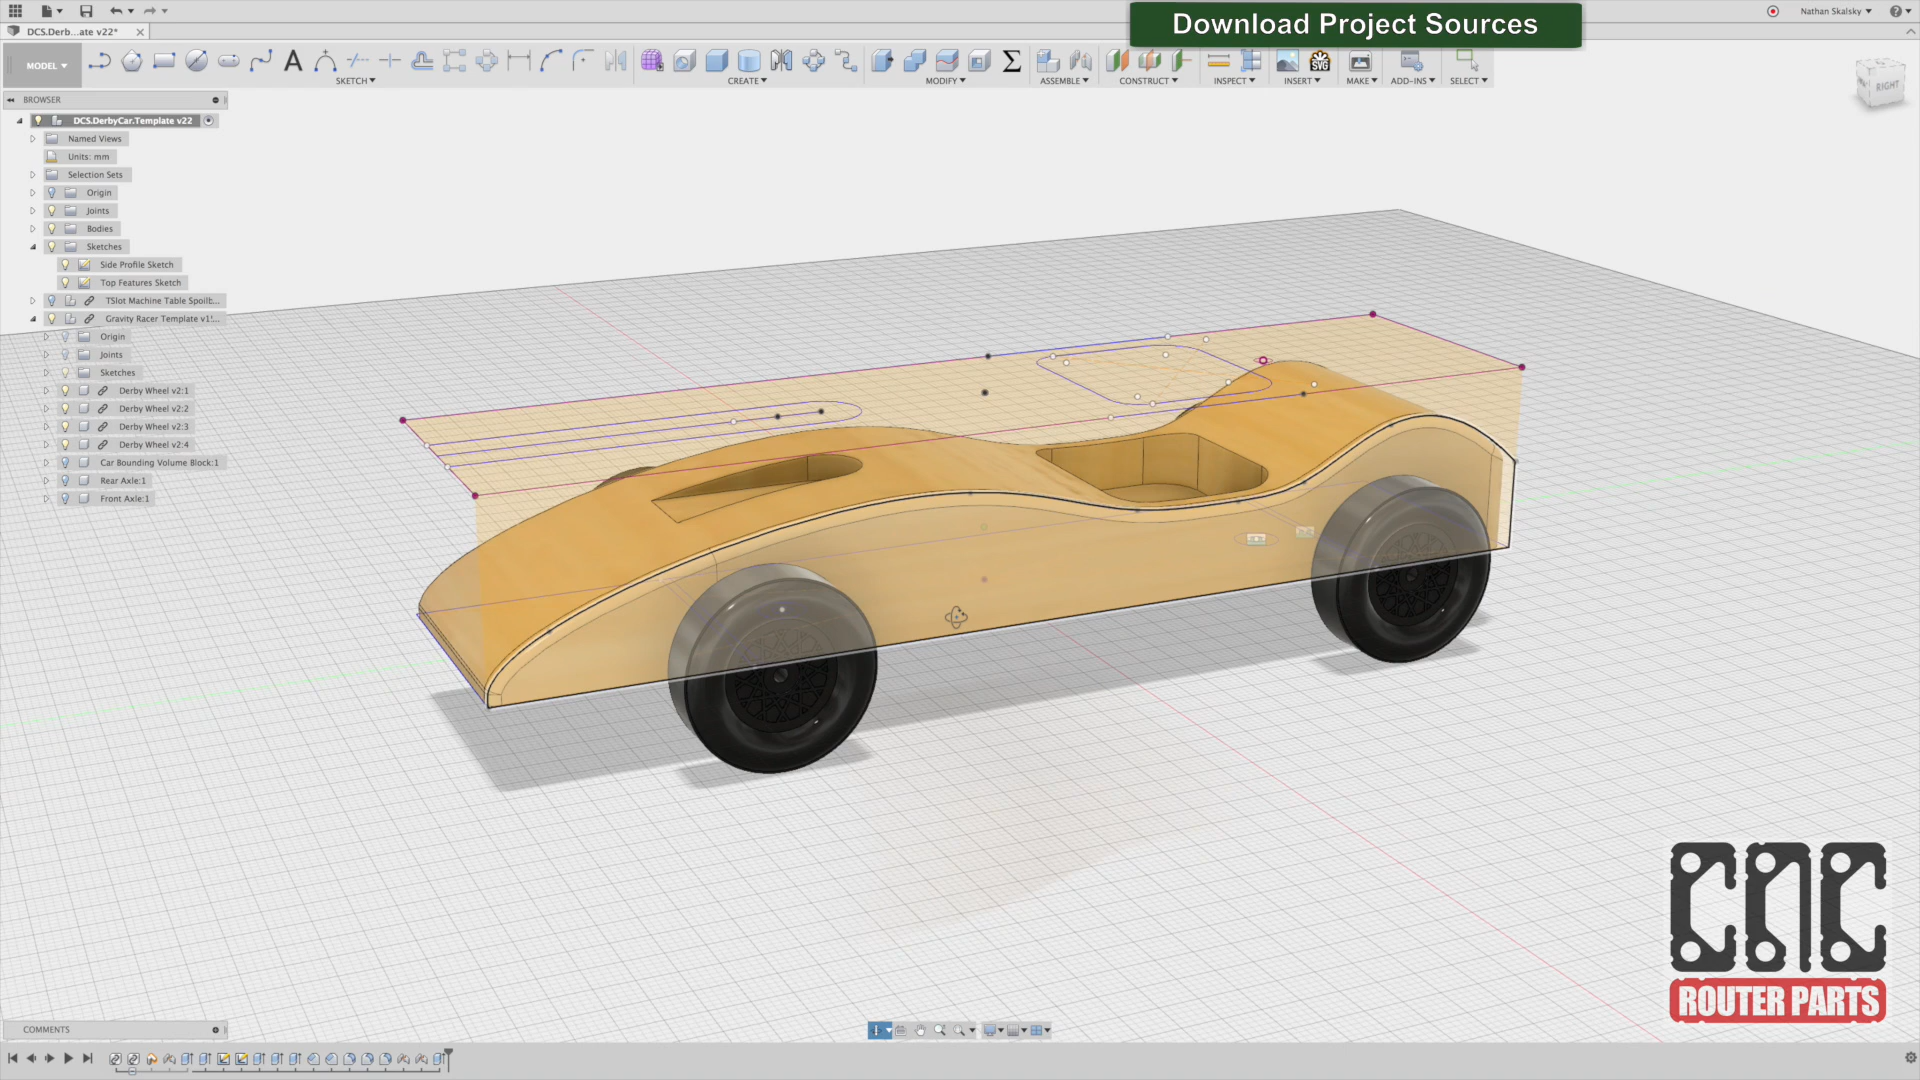 Download Project Sources
Nathan Skalsky
DCS.Derb...ate v22*
MODEL
SKETCH
CREATE
MODIFY
ASSEMBLE
CONSTRUCT
INSPECT
INSERT
MAKE
ADD-INS
SELECT
SVG
RIGHT
BROWSER
DCS.DerbyCar.Template v22
Named Views
Units: mm
Selection Sets
Origin
Joints
Bodies
Sketches
Side Profile Sketch
Top Features Sketch
TSlot Machine Table Spoilb...
Gravity Racer Template v1...
Origin
Joints
Sketches
Derby Wheel v2:1
Derby Wheel v2:2
Derby Wheel v2:3
Derby Wheel v2:4
Car Bounding Volume Block:1
Rear Axle:1
Front Axle:1
CNC
ROUTER PARTS
COMMENTS